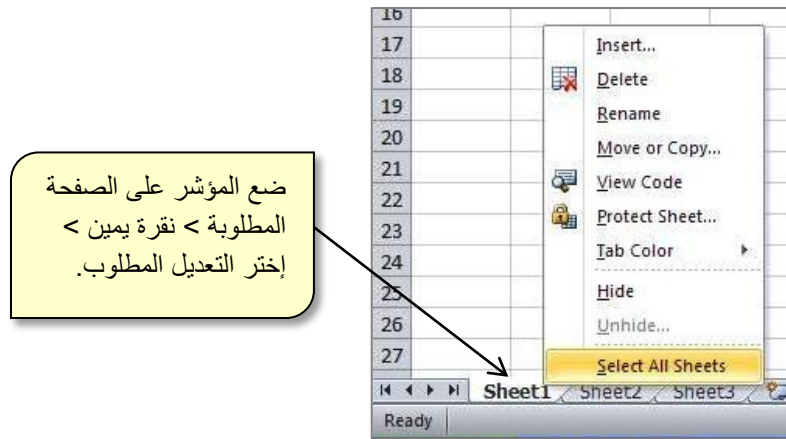 ضع المؤشر على الصفحة
المطلوبة > نقرة يمين >
إختر التعديل المطلوب.
16
17
18
19
20
21
22
23
24
25
26
27
Insert...
Delete
Rename
Move or Copy...
View Code
Protect Sheet...
Tab Color
Hide
Unhide...
Select All Sheets
Sheet1 Sheet2 Sheet3
Ready